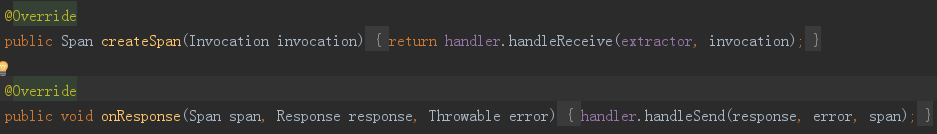 @Override
public Span createSpan(Invocation invocation) { return handler.handleReceive(extractor, invocation); }
@Override
public void onResponse(Span span, Response response, Throwable error) { handler.handleSend(response, error, span); }